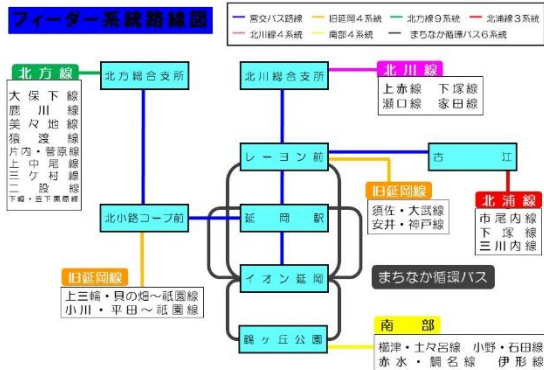 フィーダー系統路線図
宮交バス路線
旧延岡4系統
北方線9系統
北浦線3系統
北川線4系統
南部4系統
まちなか循環バス6系統
北方線
大保下線
鹿川線
美々地線
猿渡線
片内・菅原線
上中尾線
三ケ村線
二股線
北方総合支所
北川総合支所
北川線
上赤線 下塚線
瀬口線 家田線
レーヨン前
古江
旧延岡線
須佐・大武線
安井・神戸線
北浦線
市尾内線
下塚線
三川内線
北小路コープ前
延岡駅
旧延岡線
上三輪・貝の畑～祇園線
小川・平田～祇園線
イオン延岡
まちなか循環バス
鶴ヶ丘公園
南部
櫛津・土々呂線 小野・石田線
赤水・鯛名線 伊形線